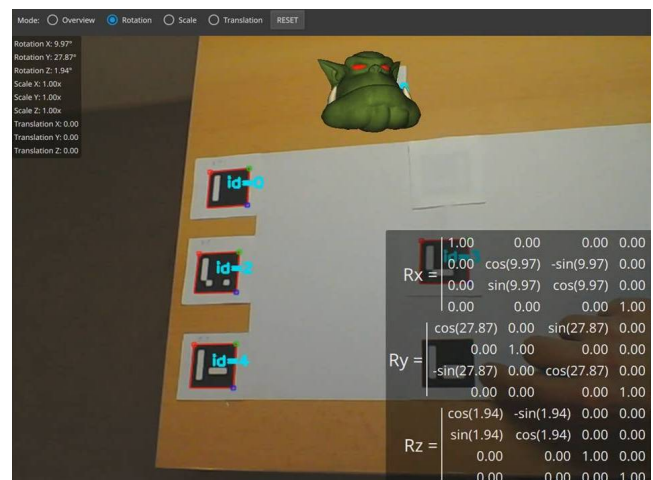 Mode: Overview Rotation Scale Translation RESET
Rotation X: 9.97°
Rotation Y: 27.87°
Rotation Z: 1.94°
Scale X: 1.00x
Scale Y: 1.00x
Scale Z: 1.00x
Translation X: 0.00
Translation Y: 0.00
Translation Z: 0.00
id=0
id=2
id=4
Rx =
1.00 0.00 0.00 0.00
0.00 cos(9.97) -sin(9.97) 0.00
0.00 sin(9.97) cos(9.97) 0.00
0.00 0.00 0.00 1.00
Ry =
cos(27.87) 0.00 sin(27.87) 0.00
0.00 1.00 0.00 0.00
-sin(27.87) 0.00 cos(27.87) 0.00
0.00 0.00 0.00 1.00
Rz =
cos(1.94) -sin(1.94) 0.00 0.00
sin(1.94) cos(1.94) 0.00 0.00
0.00 0.00 1.00 0.00
0.00 0.00 0.00 1.00